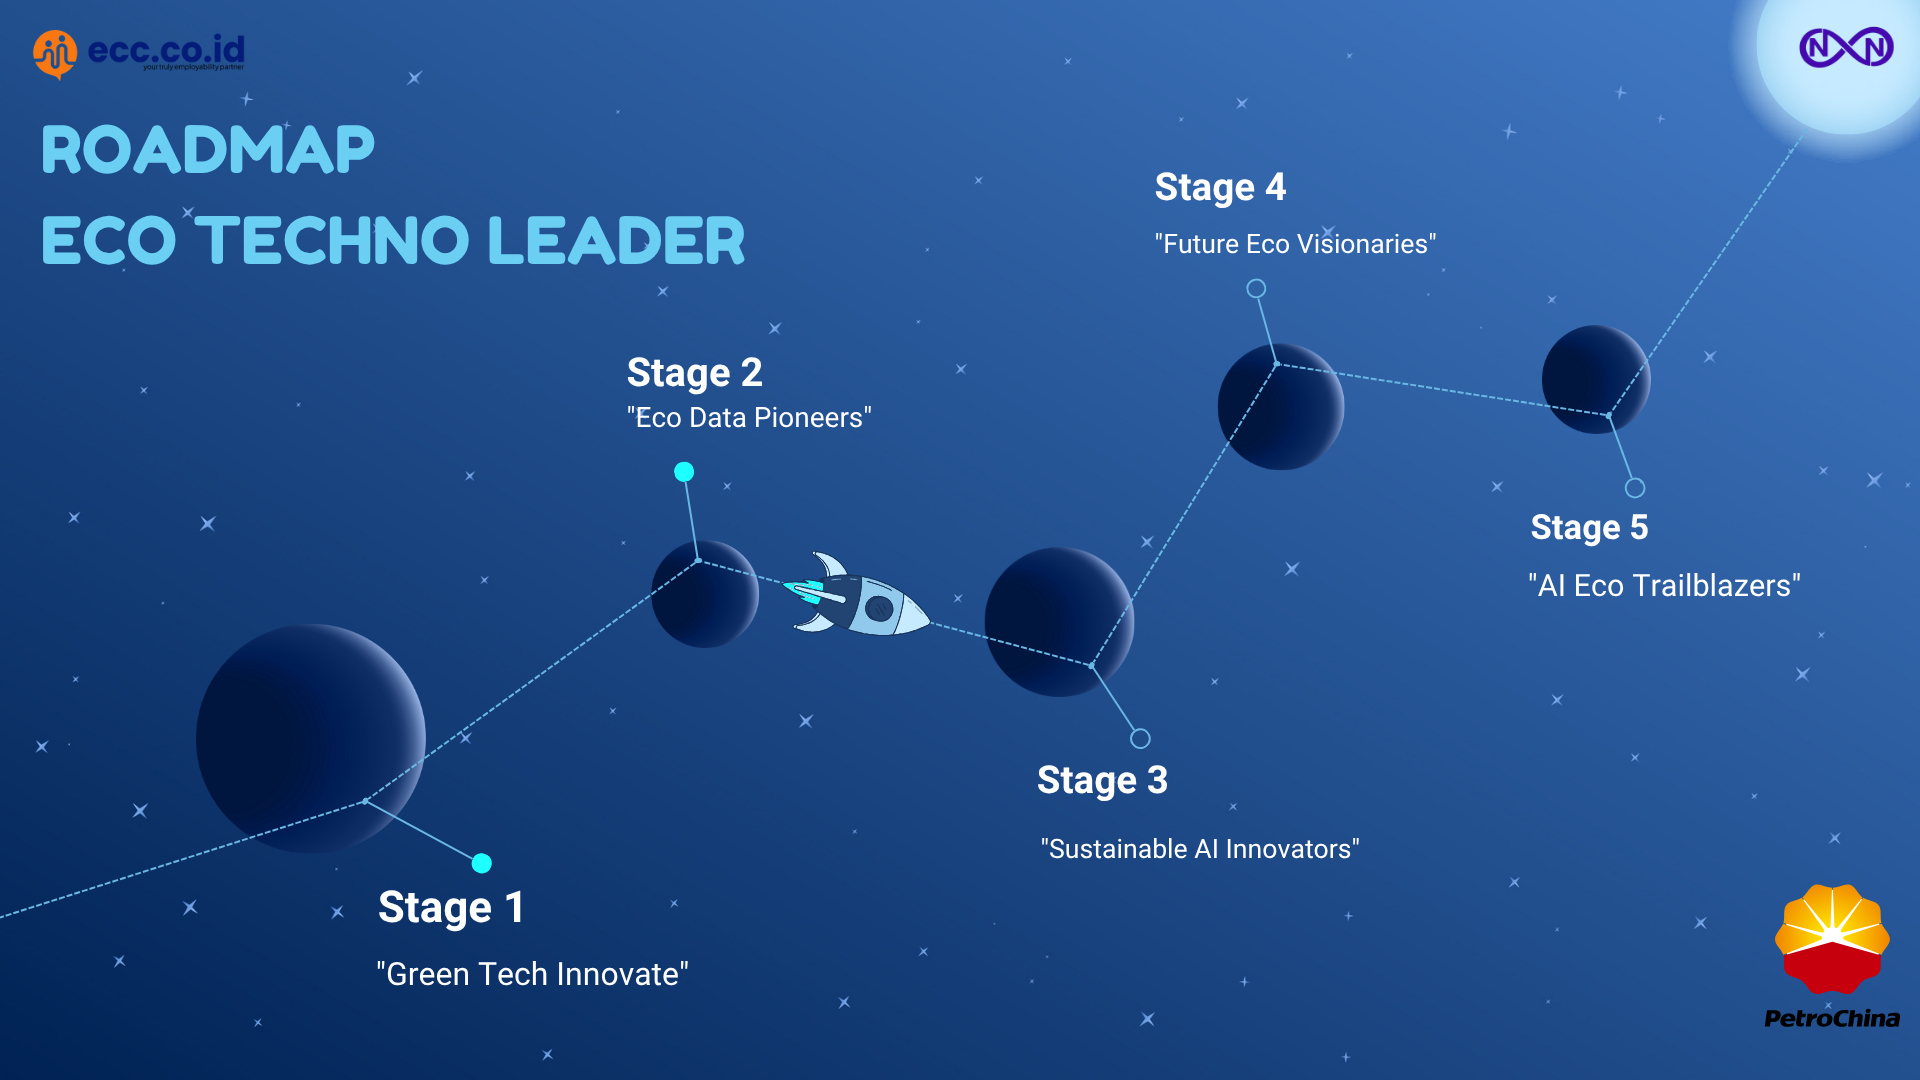 ecc.co.id
your truly employability partner
NN
ROADMAP
ECO TECHNO LEADER
Stage 1
"Green Tech Innovate"
Stage 2
"Eco Data Pioneers"
Stage 3
"Sustainable AI Innovators"
Stage 4
"Future Eco Visionaries"
Stage 5
"AI Eco Trailblazers"
PetroChina